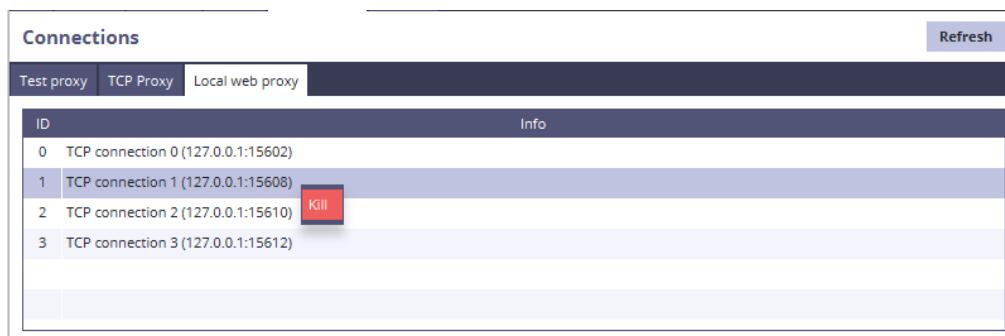 Connections
Refresh
Test proxy TCP Proxy Local web proxy
ID Info
0 TCP connection 0 (127.0.0.1:15602)
1 TCP connection 1 (127.0.0.1:15608)
Kill
2 TCP connection 2 (127.0.0.1:15610)
3 TCP connection 3 (127.0.0.1:15612)